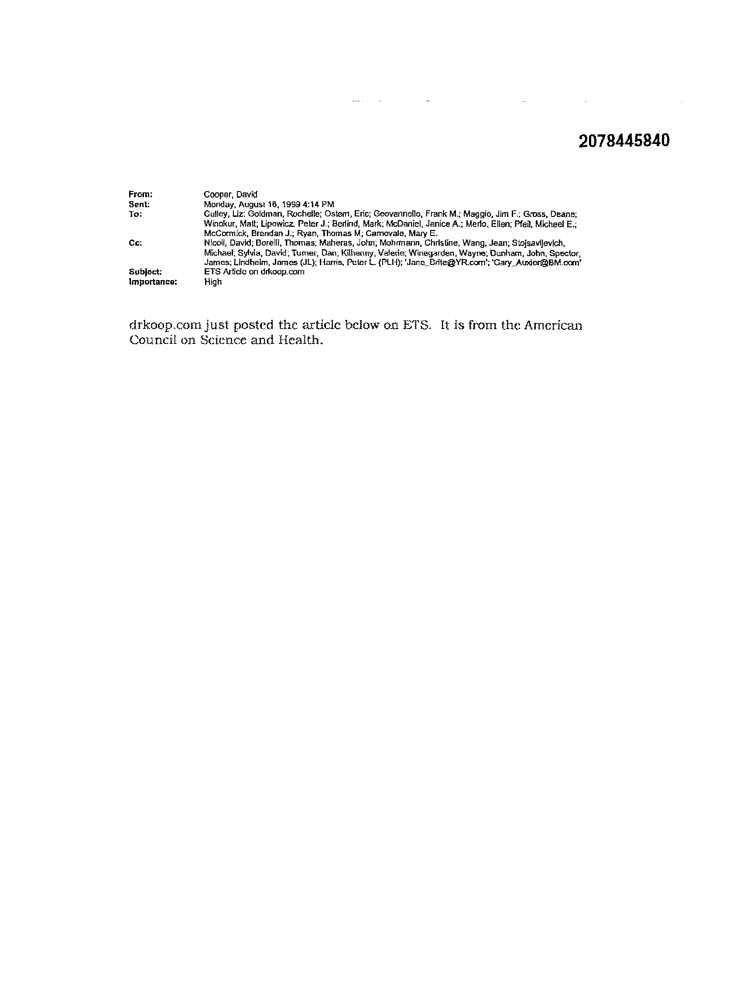 2078445840
From: Cooper, David
Sent: Monday, August 16, 1999 4:14 PM
To: Culley, Liz; Goldman, Rochelle; Ostern, Eric; Geovannello, Frank M.; Maggio, Jim F.; Gross, Deane;
Winokur, Matt; Lipowicz, Peter J.; Berlind, Mark; McDaniel, Janice A.; Merlo, Ellen; Pfeil, Michael E.;
McCormick, Brendan J.; Ryan, Thomas M; Carnovale, Mary E.
Cc: Nicoli, David; Borelli, Thomas; Maheras, John; Mohrmann, Christine, Wang, Jean; Stojsavljevich,
Michael; Sylvia, David; Turner, Dan; Kilhenny, Valerie; Winegarden, Wayne; Dunham, John, Spector,
James; Lindheim, James (JL); Harris, Peter L. (PLH); 'Jane_Brite@YR.com'; 'Cary_Auxier@BM.com'
Subject: ETS Article on drkoop.com
Importance: High
drkoop.com just posted the article below on ETS. It is from the American
Council on Science and Health.